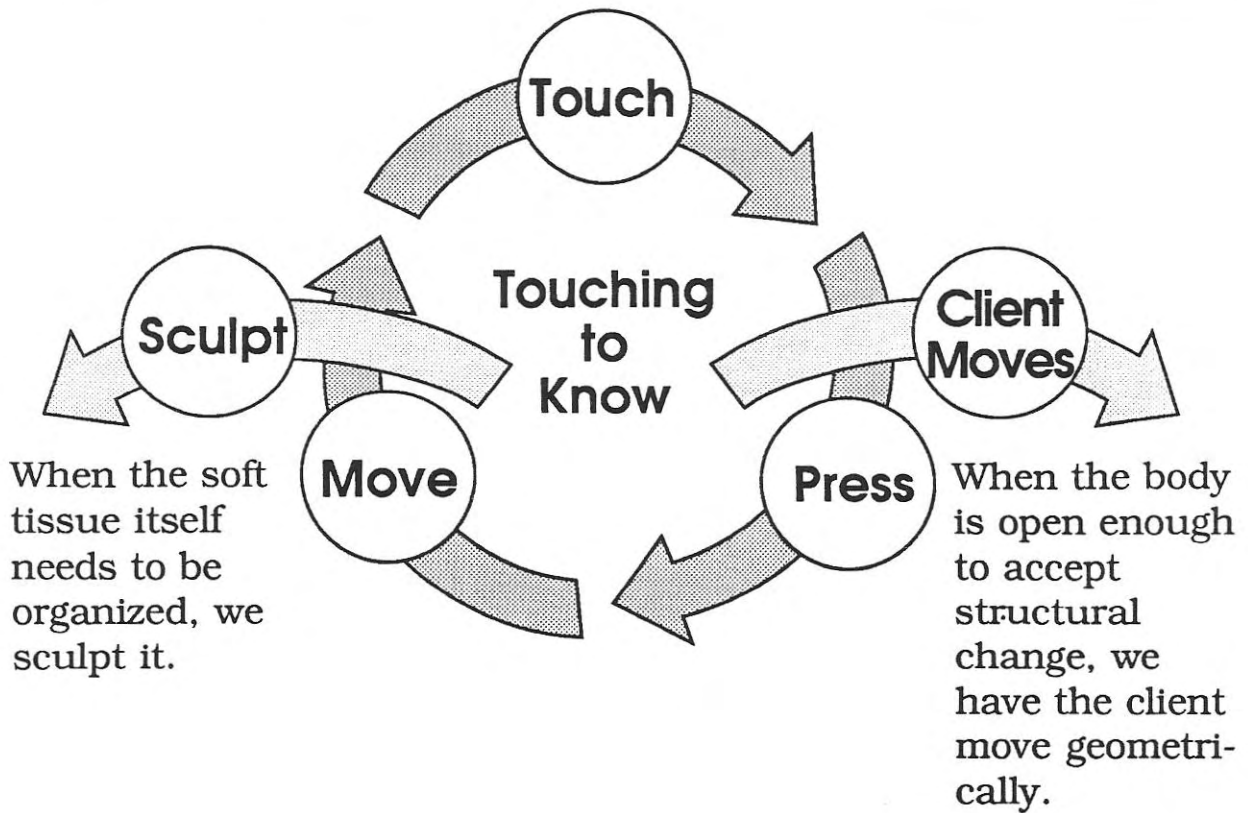 Touch
Touching
to
Know
Sculpt
Client
Moves
Move
Press
When the soft
tissue itself
needs to be
organized, we
sculpt it.
When the body
is open enough
to accept
structural
change, we
have the client
move geometri-
cally.